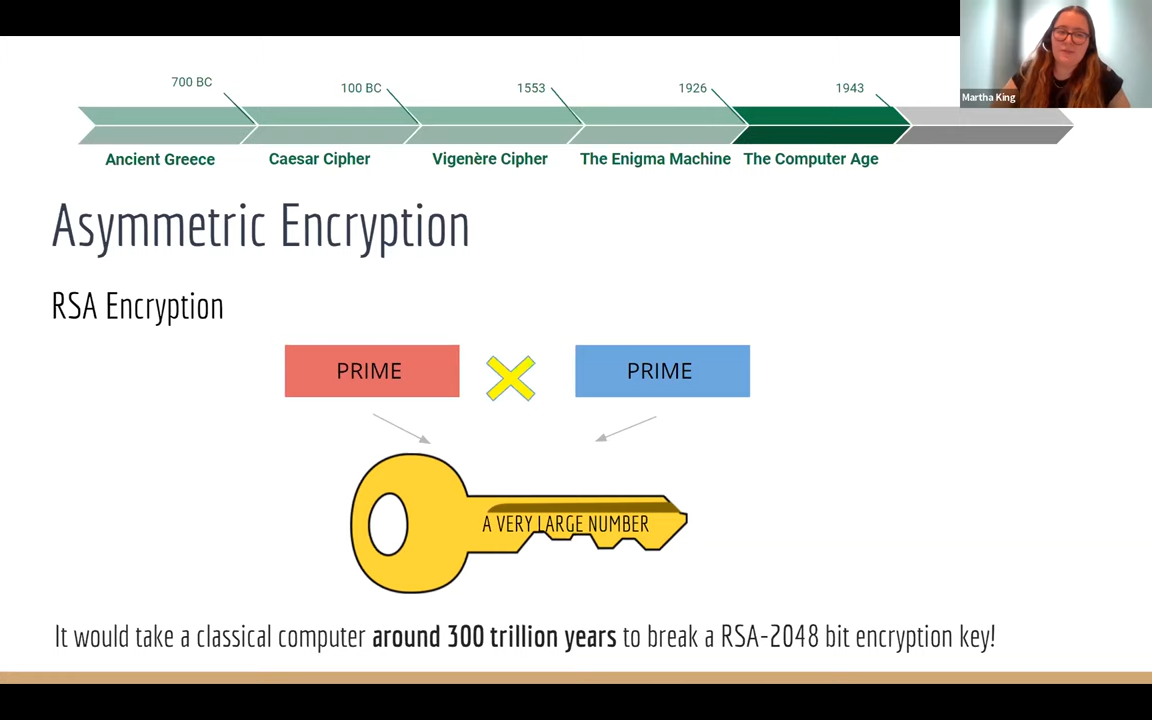 Martha King
700 BC
100 BC
1553
1926
1943
Ancient Greece
Caesar Cipher
Vigenère Cipher
The Enigma Machine
The Computer Age
Asymmetric Encryption
RSA Encryption
PRIME
PRIME
A VERY LARGE NUMBER
It would take a classical computer around 300 trillion years to break a RSA-2048 bit encryption key!